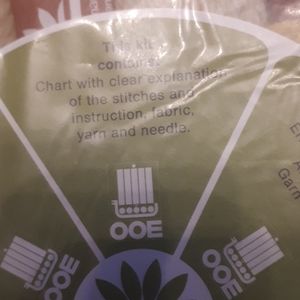 This kit
contains:
Chart with clear explanation
of the stitches and
instruction, fabric,
yarn and needle.
OOE
OOE
OOE
Garn